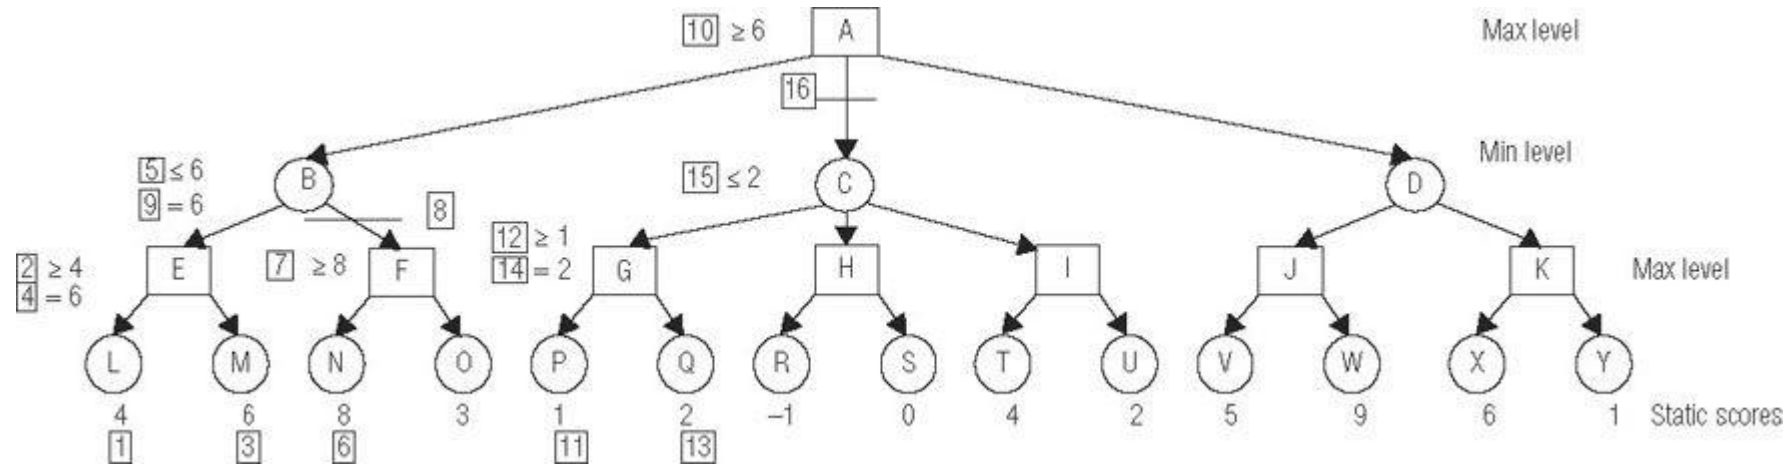 10 ≥ 6 A Max level
16
5 ≤ 6 B 15 ≤ 2 C D Min level
9 = 6 8
12 ≥ 1
2 ≥ 4 E 7 ≥ 8 F 14 = 2 G H I J K Max level
4 = 6
L M N O P Q R S T U V W X Y
4 6 8 3 1 2 –1 0 4 2 5 9 6 1 Static scores
1 3 6 11 13